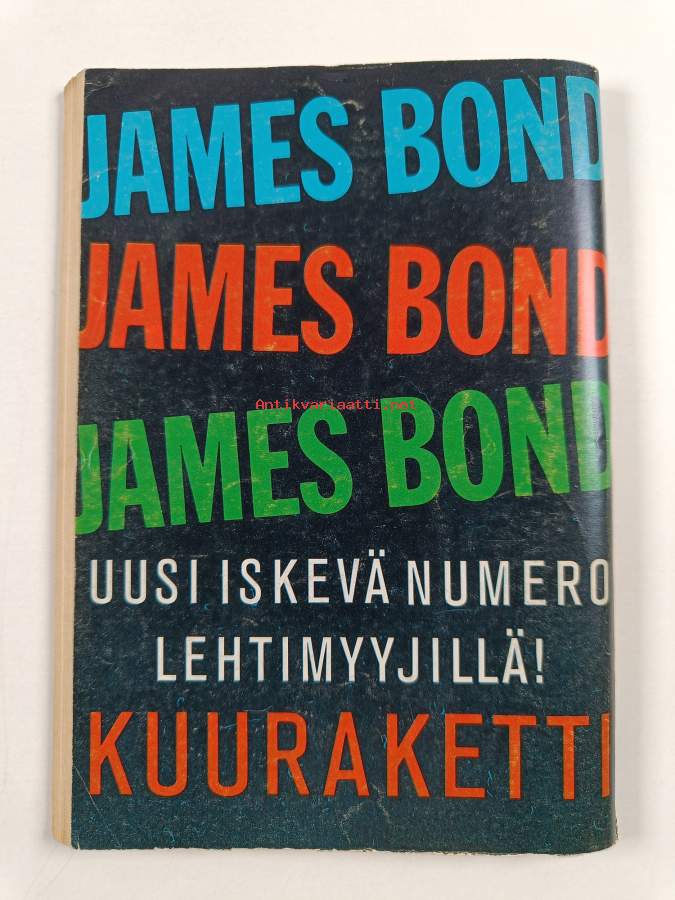 JAMES BOND
JAMES BOND
Antikvariaatti.net
JAMES BOND
UUSI ISKEVÄ NUMERO
LEHTIMYYJILLÄ!
KUURAKETTI